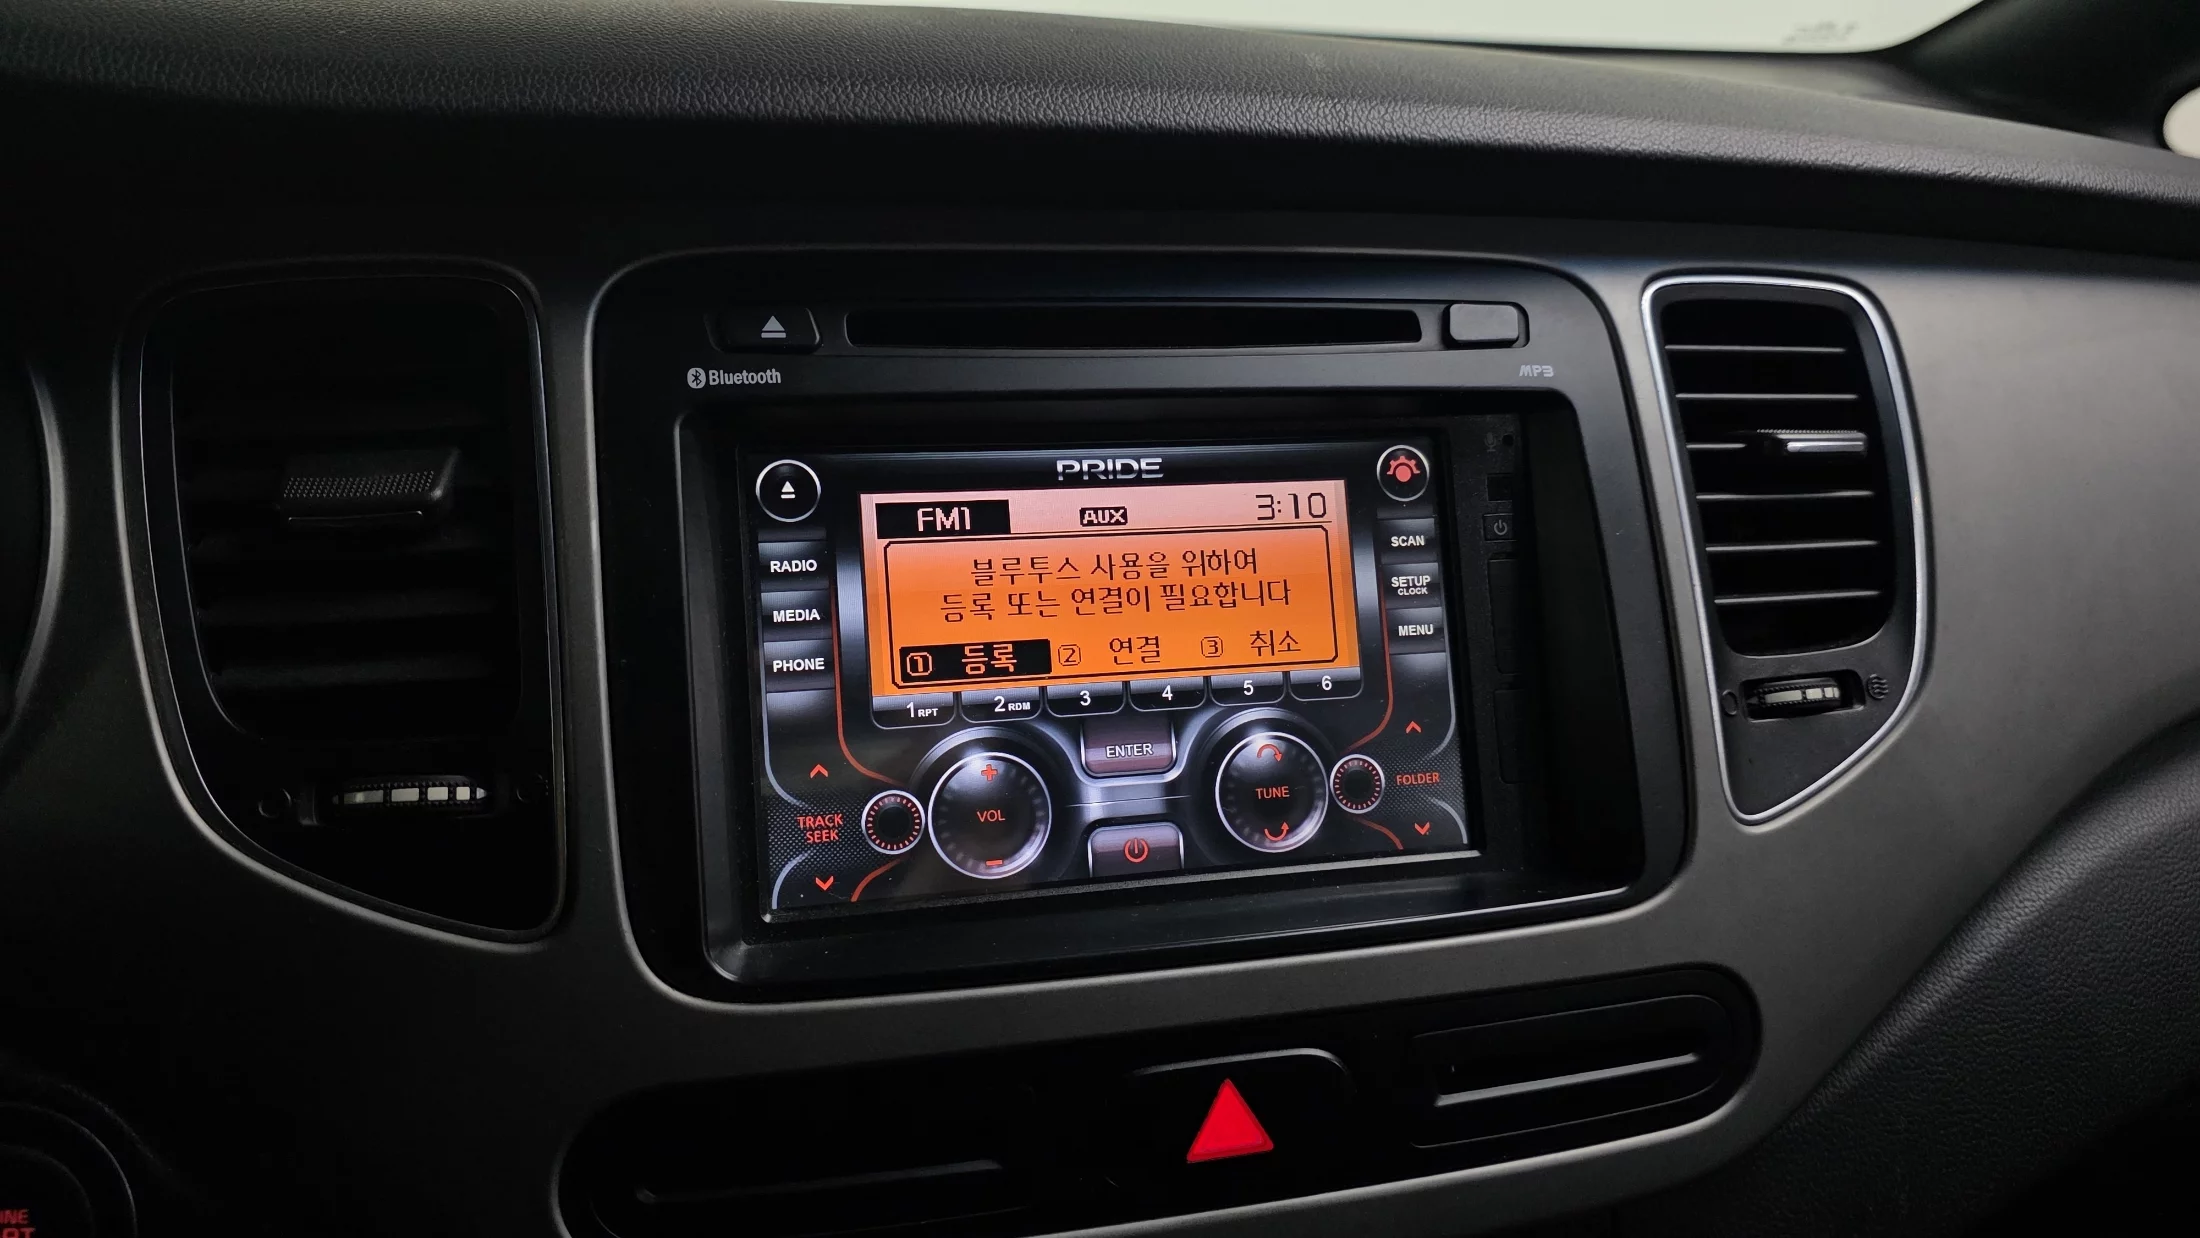 Bluetooth
MP3
PRIDE
FM1 AUX 3:10
블루투스 사용을 위하여
등록 또는 연결이 필요합니다
1 등록 2 연결 3 취소
RADIO
MEDIA
PHONE
SCAN
SETUP
CLOCK
MENU
1 RPT 2 RDM 3 4 5 6
ENTER
TRACK
SEEK
VOL
TUNE
FOLDER